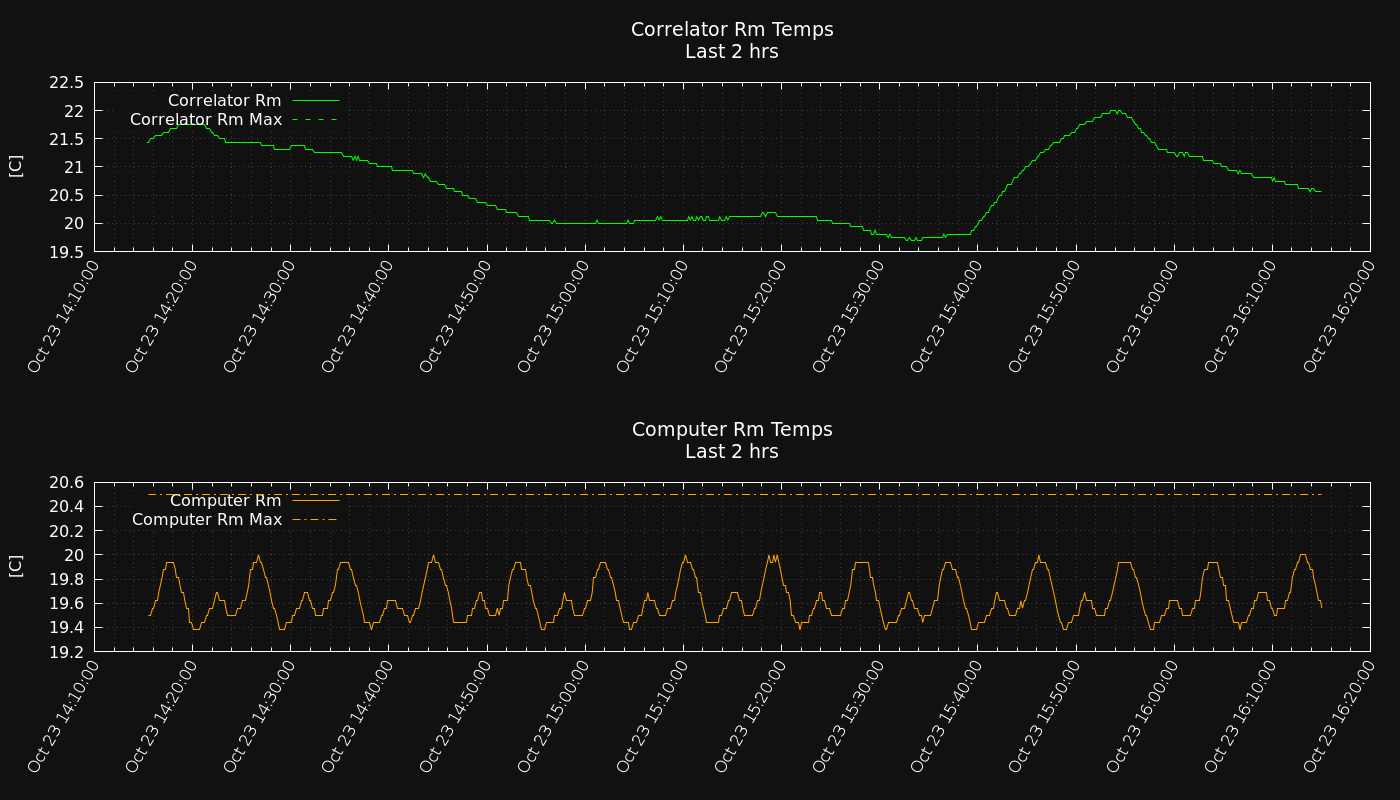 Correlator Rm Temps
Last 2 hrs
[C]
22.5
22
21.5
21
20.5
20
19.5
Correlator Rm
Correlator Rm Max
Oct 23 14:10:00
Oct 23 14:20:00
Oct 23 14:30:00
Oct 23 14:40:00
Oct 23 14:50:00
Oct 23 15:00:00
Oct 23 15:10:00
Oct 23 15:20:00
Oct 23 15:30:00
Oct 23 15:40:00
Oct 23 15:50:00
Oct 23 16:00:00
Oct 23 16:10:00
Oct 23 16:20:00
Computer Rm Temps
Last 2 hrs
[C]
20.6
20.4
20.2
20
19.8
19.6
19.4
19.2
Computer Rm
Computer Rm Max
Oct 23 14:10:00
Oct 23 14:20:00
Oct 23 14:30:00
Oct 23 14:40:00
Oct 23 14:50:00
Oct 23 15:00:00
Oct 23 15:10:00
Oct 23 15:20:00
Oct 23 15:30:00
Oct 23 15:40:00
Oct 23 15:50:00
Oct 23 16:00:00
Oct 23 16:10:00
Oct 23 16:20:00